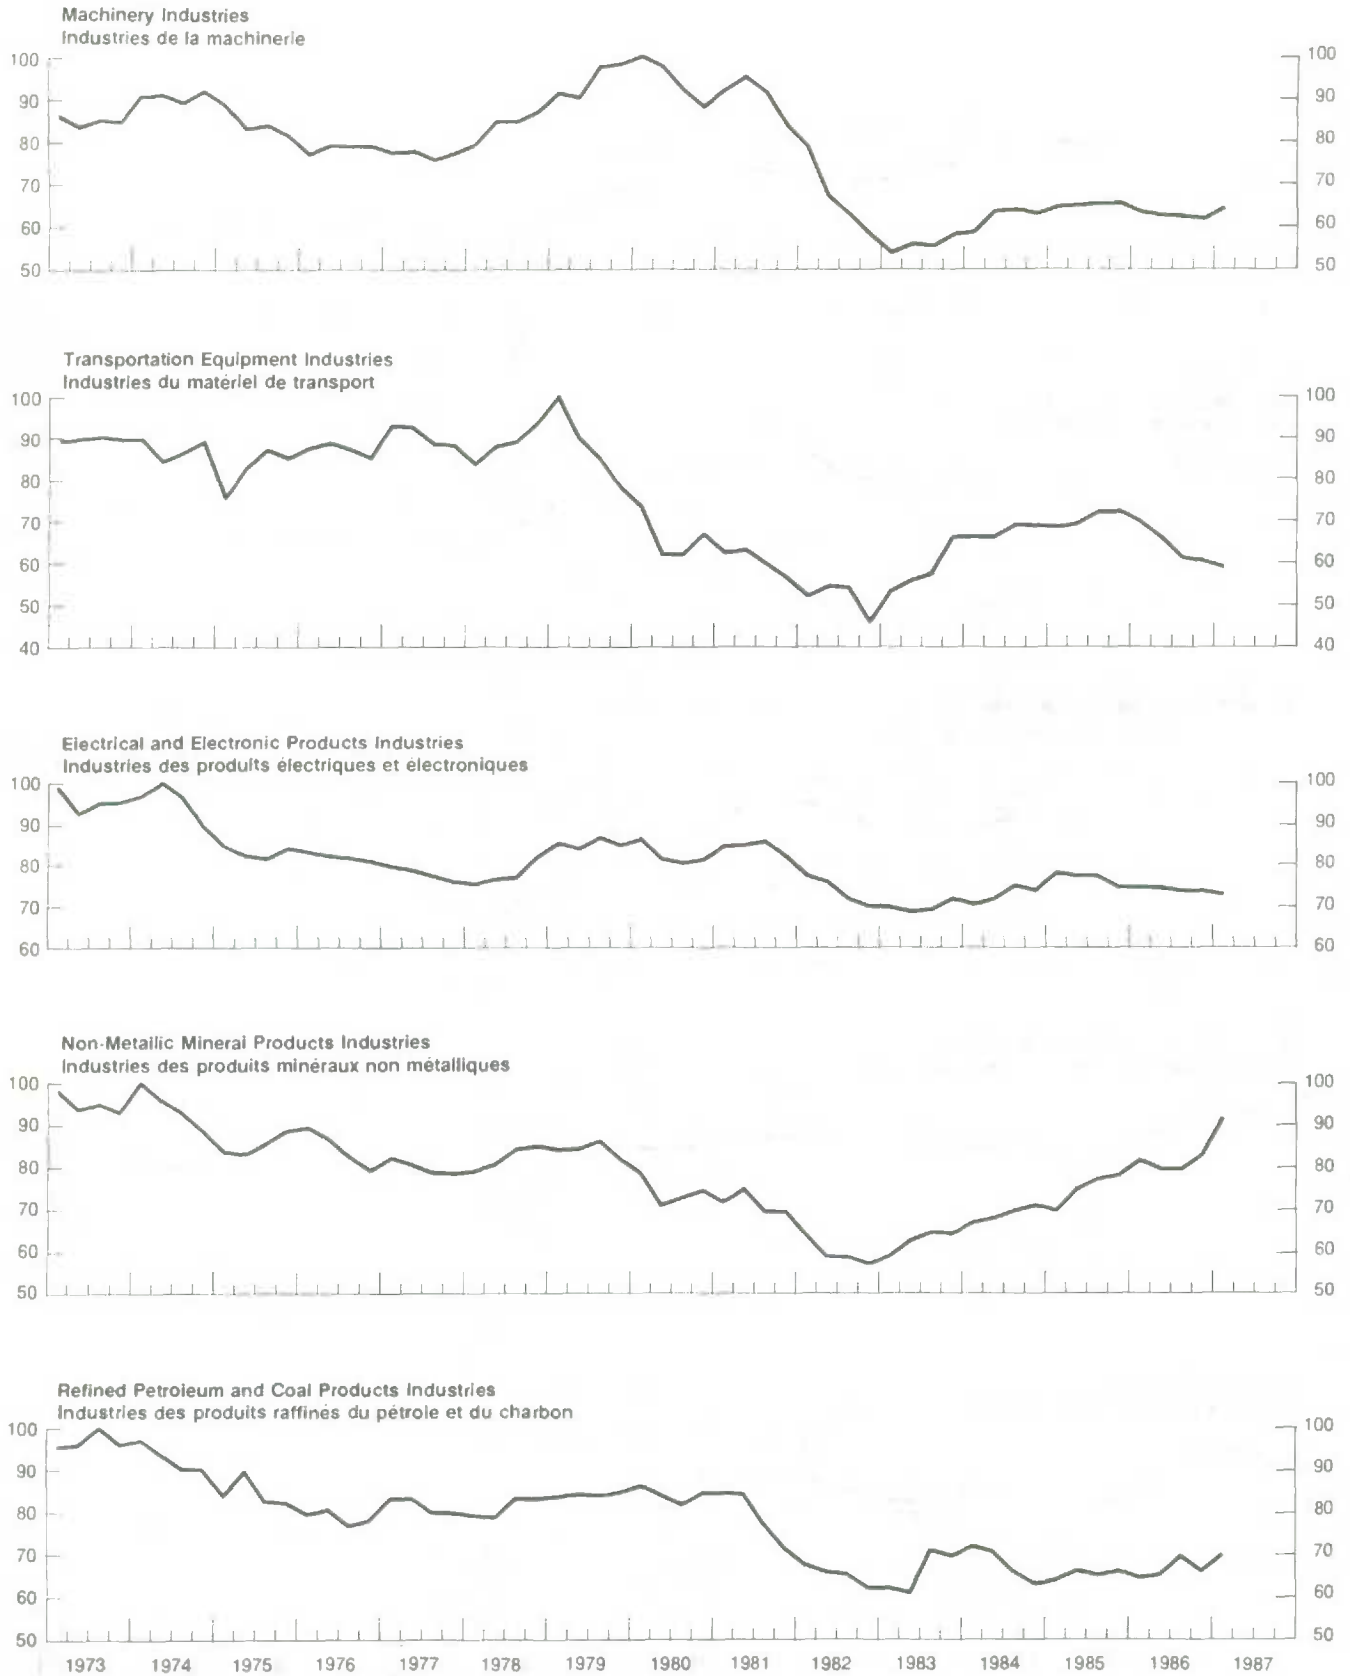 Machinery Industries
Industries de la machinerie
100 100
90 90
80 80
70 70
60 60
50 50
Transportation Equipment Industries
Industries du matériel de transport
100 100
90 90
80 80
70 70
60 60
50 50
40 40
Electrical and Electronic Products Industries
Industries des produits électriques et électroniques
100 100
90 90
80 80
70 70
60 60
Non-Metallic Mineral Products Industries
Industries des produits minéraux non métalliques
100 100
90 90
80 80
70 70
60 60
50 50
Refined Petroleum and Coal Products Industries
Industries des produits raffinés du pétrole et du charbon
100 100
90 90
80 80
70 70
60 60
50 50
1973 1974 1975 1976 1977 1978 1979 1980 1981 1982 1983 1984 1985 1986 1987